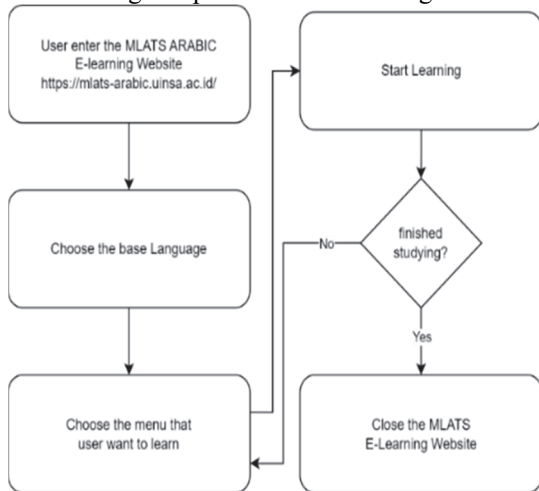 User enter the MLATS ARABIC
E-learning Website
https://mlats-arabic.uinsa.ac.id/
Choose the base Language
Choose the menu that
user want to learn
Start Learning
finished
studying?
No
Yes
Close the MLATS
E-Learning Website